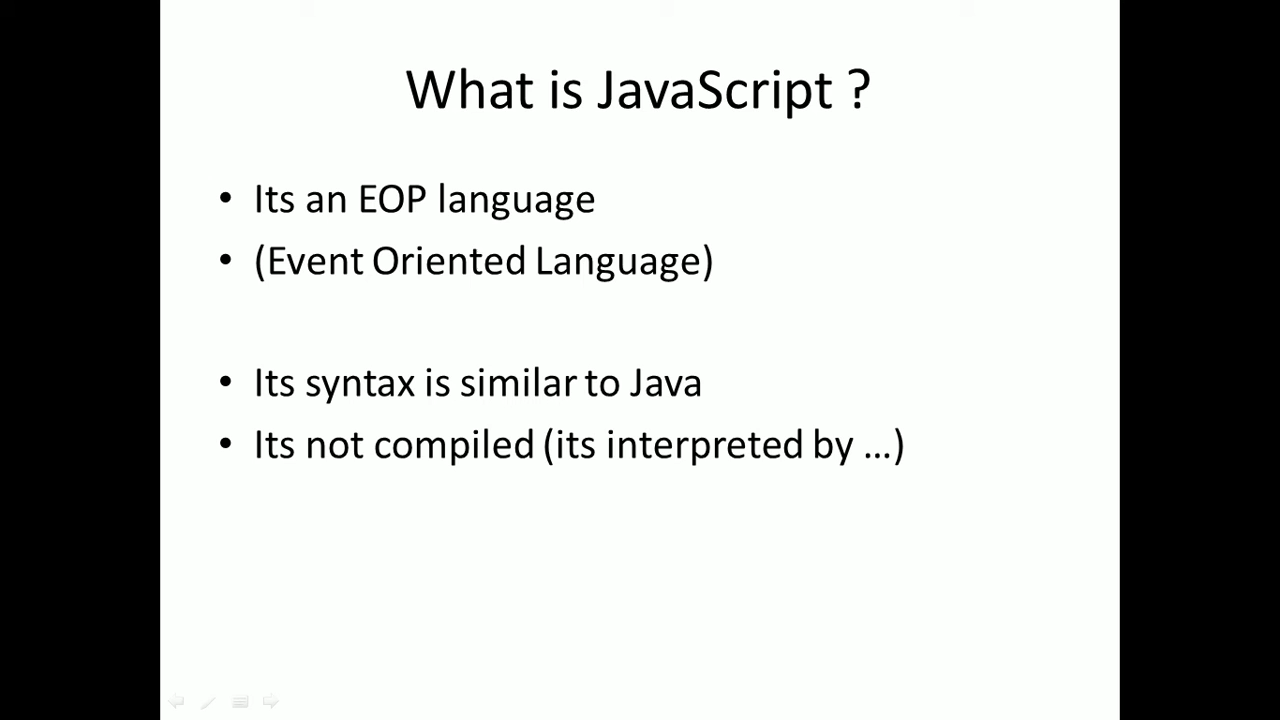 What is JavaScript ?
• Its an EOP language
• (Event Oriented Language)
• Its syntax is similar to Java
• Its not compiled (its interpreted by ...)